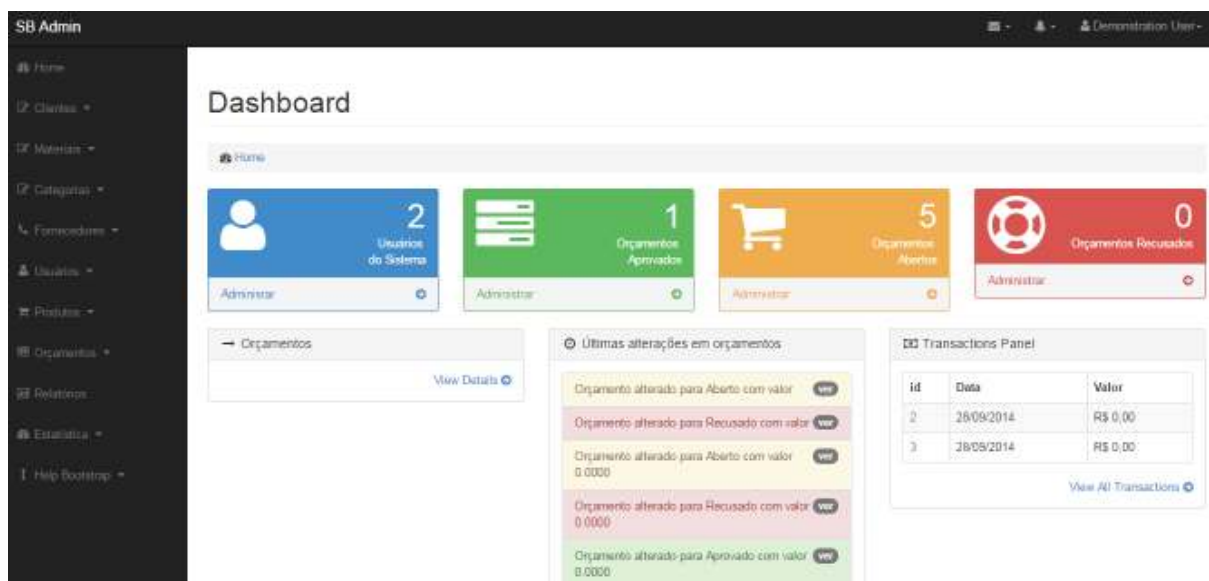 SB Admin
Demonstration User
Home
Clientes
Materiais
Categorias
Fornecedores
Usuários
Produtos
Orçamentos
Relatórios
Estatística
Help Bootstrap
Dashboard
Home
2
Usuários
do Sistema
Administrar
1
Orçamentos
Aprovados
Administrar
5
Orçamentos
Abertos
Administrar
0
Orçamentos Recusados
Administrar
Orçamentos
View Details
Últimas alterações em orçamentos
Orçamento alterado para Aberto com valor ver
Orçamento alterado para Recusado com valor ver
Orçamento alterado para Aberto com valor ver
0.0000
Orçamento alterado para Recusado com valor ver
0.0000
Orçamento alterado para Aprovado com valor ver
0.0000
Transactions Panel
id Data Valor
2 28/09/2014 R$ 0,00
3 28/09/2014 R$ 0,00
View All Transactions